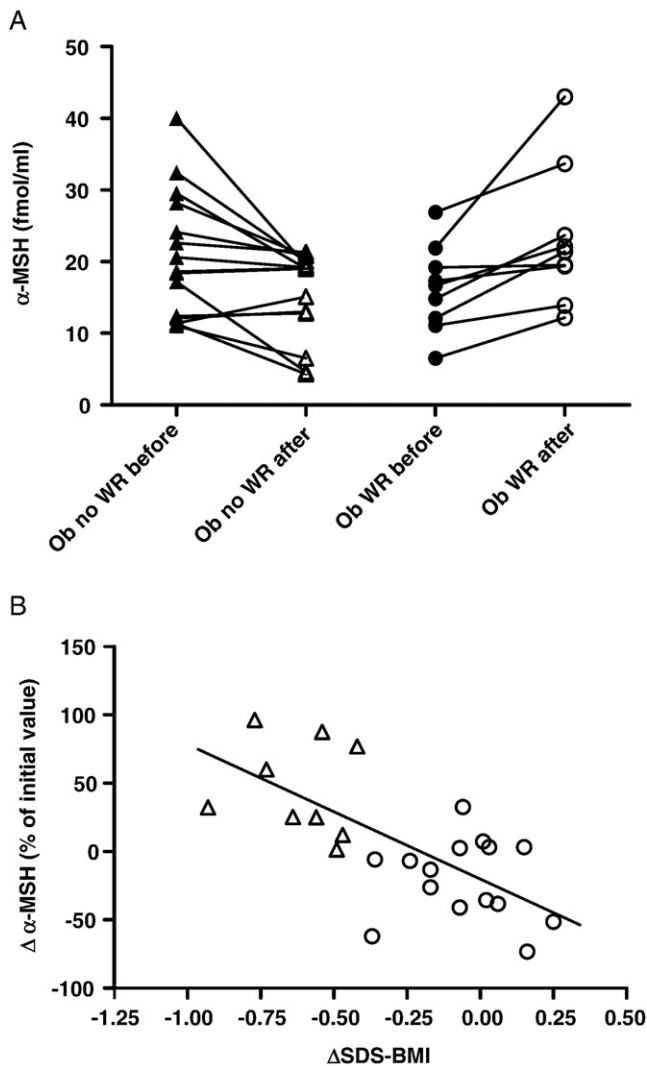 A
50
40
30
20
10
0
α-MSH (fmol/ml)
Ob no WR before
Ob no WR after
Ob WR before
Ob WR after
B
150
100
50
0
-50
-100
Δ α-MSH (% of initial value)
-1.25 -1.00 -0.75 -0.50 -0.25 0.00 0.25 0.50
ΔSDS-BMI